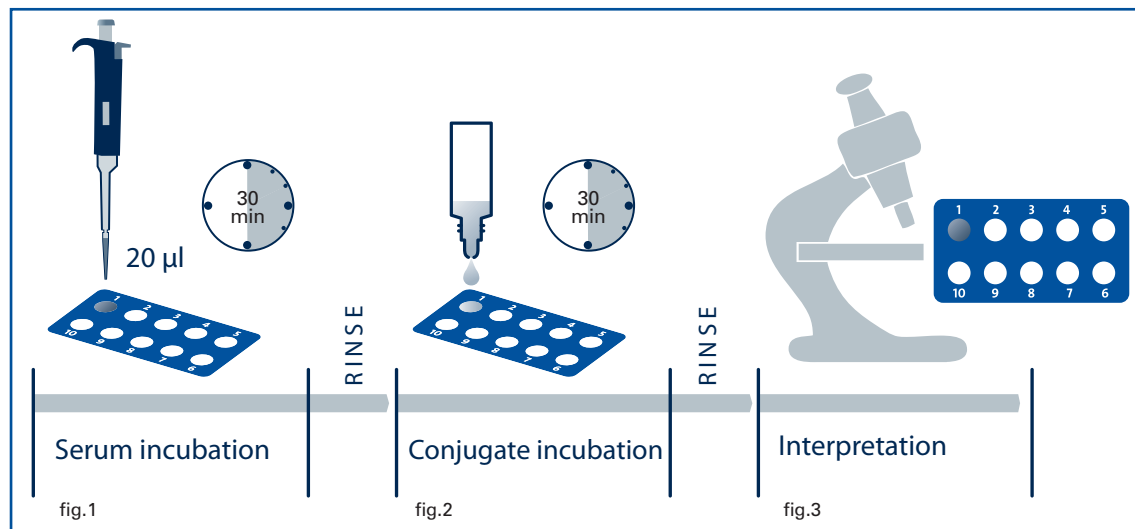 30
min
20 µl
1
2
3
4
5
10
9
8
7
6
Serum incubation
fig.1
RINSE
30
min
1
2
3
4
5
10
9
8
7
6
Conjugate incubation
fig.2
RINSE
1 2 3 4 5
10 9 8 7 6
Interpretation
fig.3